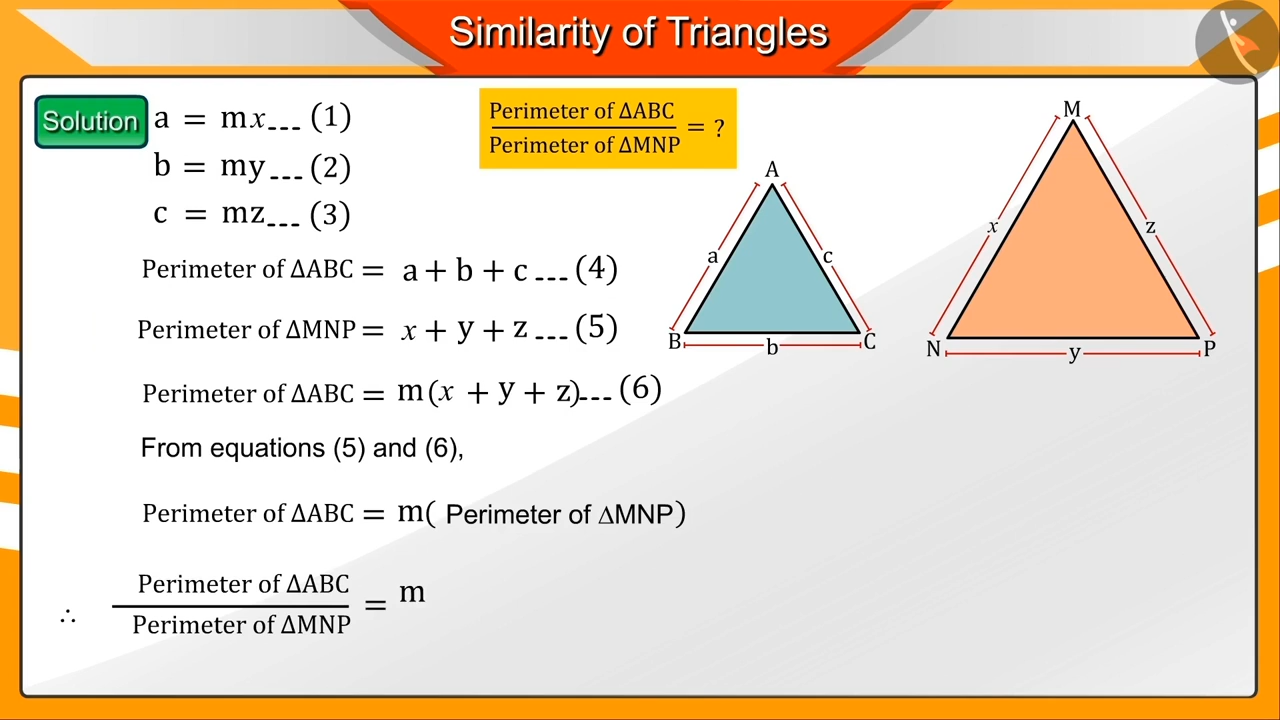 Similarity of Triangles
Solution
a = mx--- (1)
b = my--- (2)
c = mz--- (3)
Perimeter of ΔABC
Perimeter of ΔMNP
= ?
Perimeter of ΔABC = a + b + c --- (4)
Perimeter of ΔMNP = x + y + z --- (5)
Perimeter of ΔABC = m(x + y + z)--- (6)
From equations (5) and (6),
Perimeter of ΔABC = m( Perimeter of ΔMNP)
∴
Perimeter of ΔABC
Perimeter of ΔMNP
= m
A
a
c
B
b
C
M
x
z
N
y
P